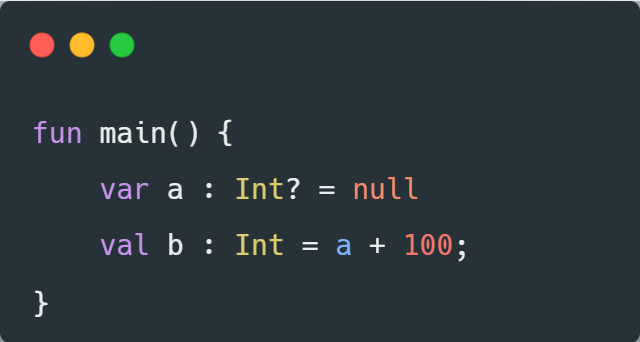 fun main() {
    var a : Int? = null
    val b : Int = a + 100;
}